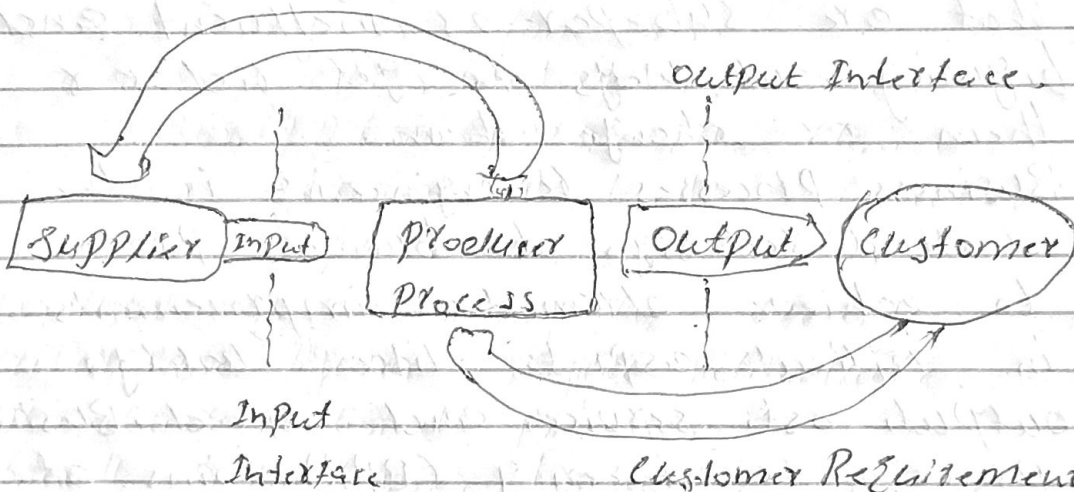 Output Interface.
Supplier
Input
Producer
Process
Output
Customer
Input
Interface
Customer Requirement